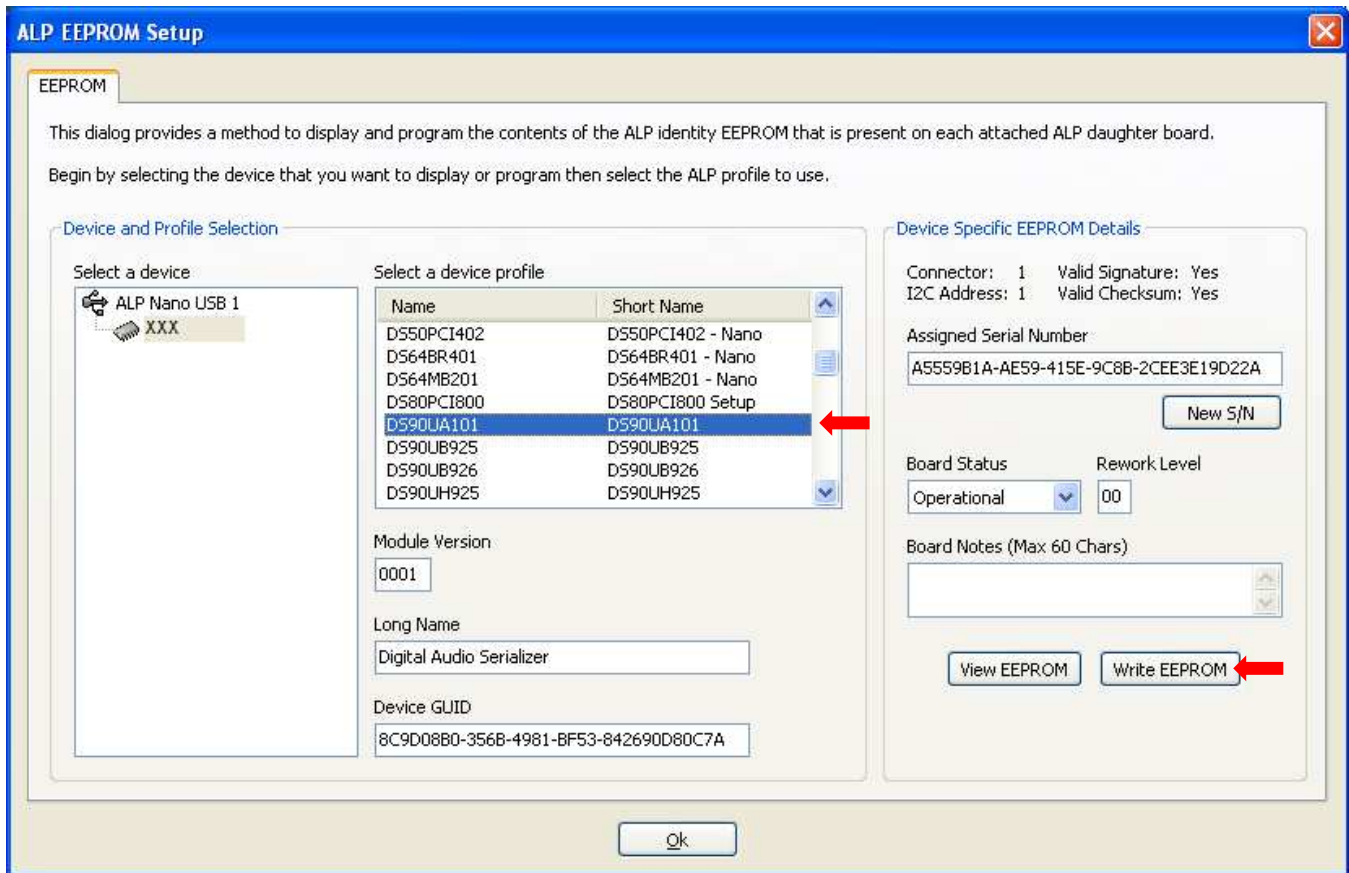 ALP EEPROM Setup
EEPROM
This dialog provides a method to display and program the contents of the ALP identity EEPROM that is present on each attached ALP daughter board.
Begin by selecting the device that you want to display or program then select the ALP profile to use.
Device and Profile Selection
Select a device
ALP Nano USB 1
XXX
Select a device profile
Name Short Name
DS50PCI402 DS50PCI402 - Nano
DS64BR401 DS64BR401 - Nano
DS64MB201 DS64MB201 - Nano
DS80PCI800 DS80PCI800 Setup
DS90UA101 DS90UA101
DS90UB925 DS90UB925
DS90UB926 DS90UB926
DS90UH925 DS90UH925
Module Version
0001
Long Name
Digital Audio Serializer
Device GUID
8C9D08B0-356B-4981-BF53-842690D80C7A
Device Specific EEPROM Details
Connector: 1 Valid Signature: Yes
I2C Address: 1 Valid Checksum: Yes
Assigned Serial Number
A5559B1A-AE59-415E-9C8B-2CEE3E19D22A
New S/N
Board Status Rework Level
Operational 00
Board Notes (Max 60 Chars)
View EEPROM Write EEPROM
Ok